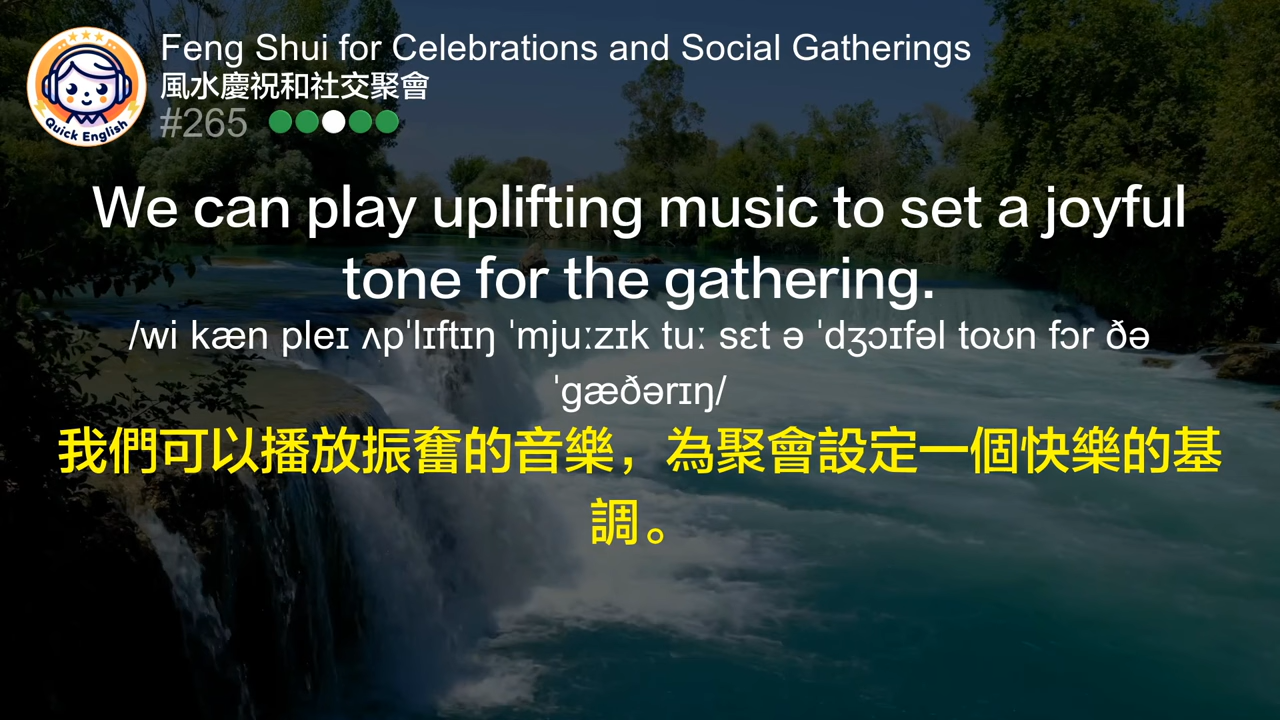 Feng Shui for Celebrations and Social Gatherings
風水慶祝和社交聚會
#265
Quick English
We can play uplifting music to set a joyful
tone for the gathering.
/wi kæn pleɪ ʌpˈlɪftɪŋ ˈmjuːzɪk tuː sɛt ə ˈdʒɔɪfəl toʊn fɔr ðə
ˈɡæðərɪŋ/
我們可以播放振奮的音樂，為聚會設定一個快樂的基
調。